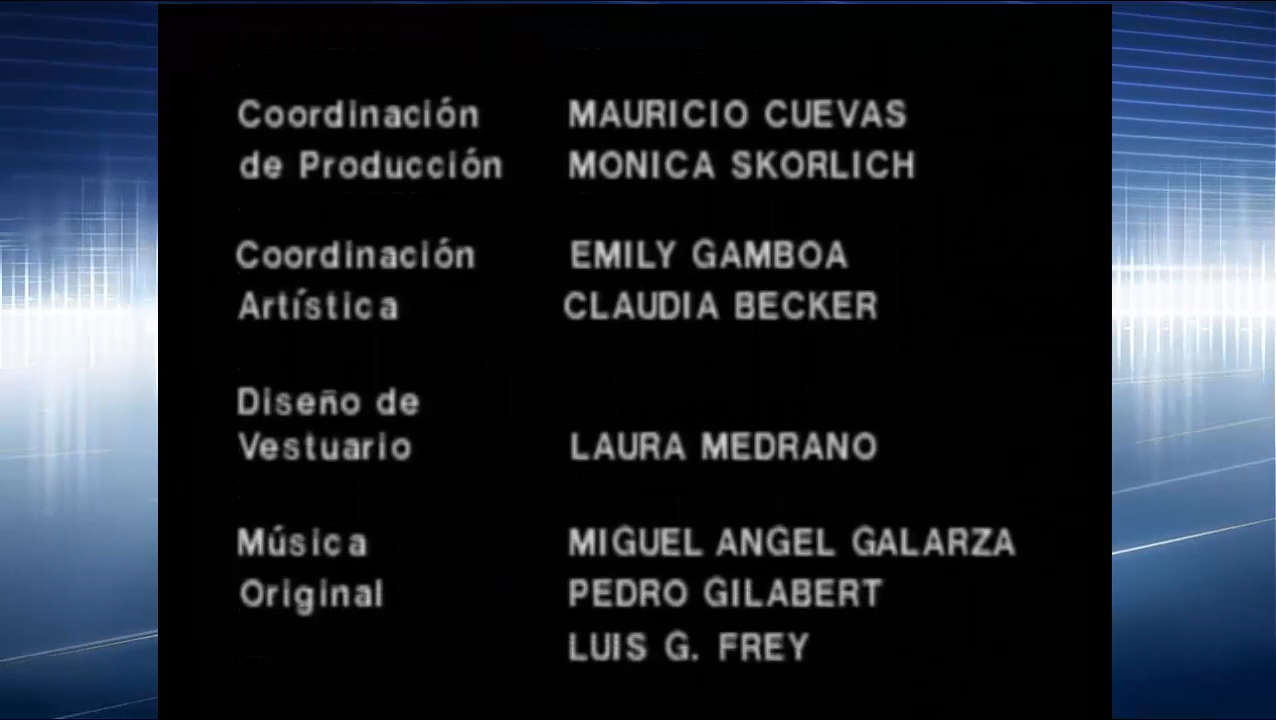 Coordinación MAURICIO CUEVAS
de Producción MONICA SKORLICH
Coordinación EMILY GAMBOA
Artística CLAUDIA BECKER
Diseño de
Vestuario LAURA MEDRANO
Música MIGUEL ANGEL GALARZA
Original PEDRO GILABERT
LUIS G. FREY